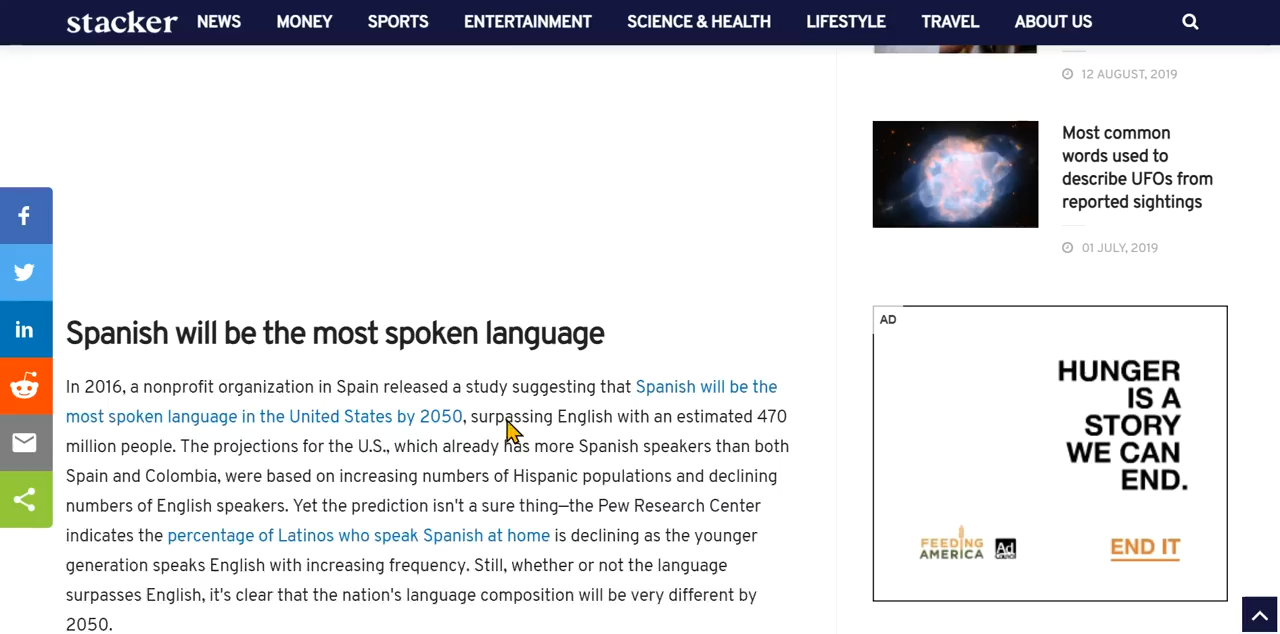 stacker NEWS MONEY SPORTS ENTERTAINMENT SCIENCE & HEALTH LIFESTYLE TRAVEL ABOUT US
12 AUGUST, 2019
Most common
words used to
describe UFOs from
reported sightings
01 JULY, 2019
f
in
Spanish will be the most spoken language
In 2016, a nonprofit organization in Spain released a study suggesting that Spanish will be the
most spoken language in the United States by 2050, surpassing English with an estimated 470
million people. The projections for the U.S., which already has more Spanish speakers than both
Spain and Colombia, were based on increasing numbers of Hispanic populations and declining
numbers of English speakers. Yet the prediction isn't a sure thing—the Pew Research Center
indicates the percentage of Latinos who speak Spanish at home is declining as the younger
generation speaks English with increasing frequency. Still, whether or not the language
surpasses English, it's clear that the nation's language composition will be very different by
2050.
AD
HUNGER
IS A
STORY
WE CAN
END.
FEEDING
AMERICA
Ad
END IT